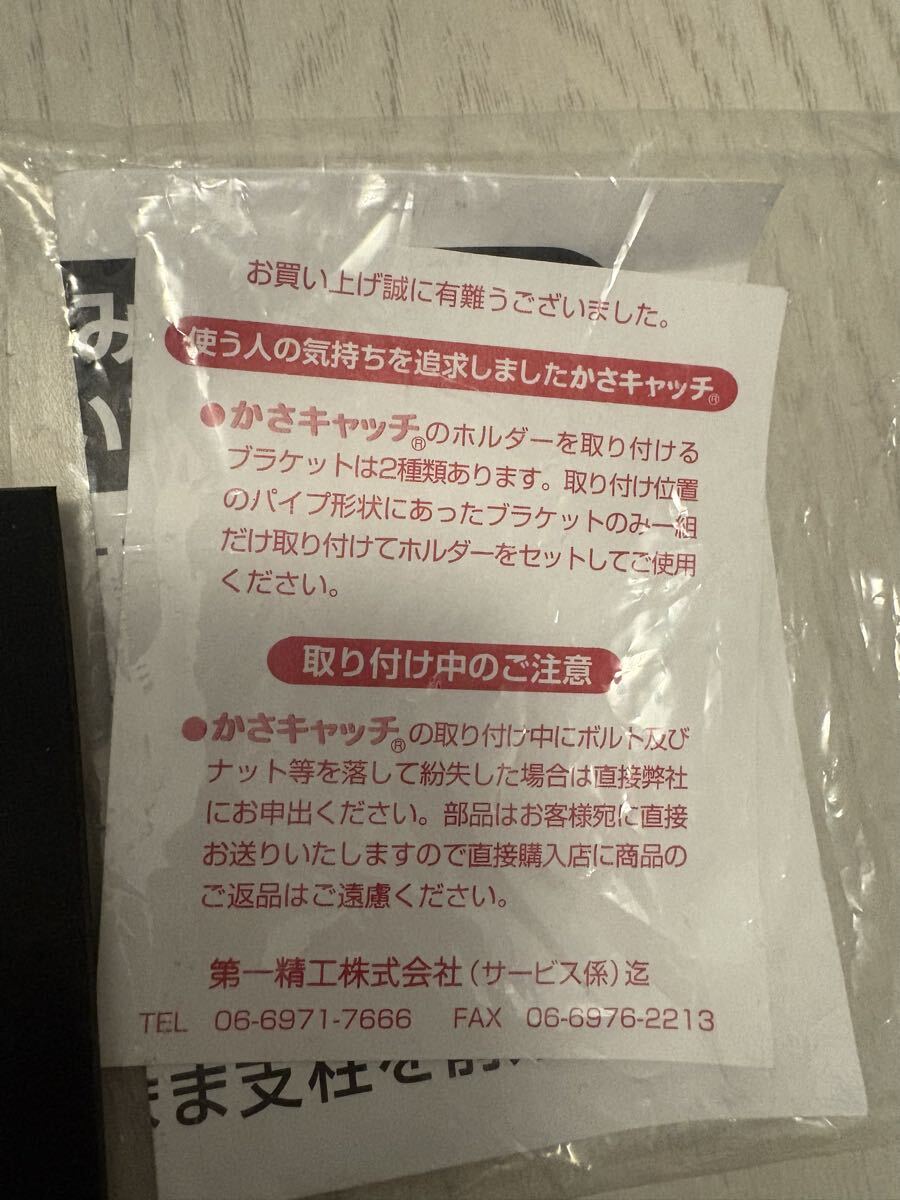 お買い上げ誠に有難うございました。
使う人の気持ちを追求しましたかさキャッチ®
●かさキャッチ®のホルダーを取り付ける
ブラケットは2種類あります。取り付け位置
のパイプ形状にあったブラケットのみ一組
だけ取り付けてホルダーをセットしてご使用
ください。
取り付け中のご注意
●かさキャッチ®の取り付け中にボルト及び
ナット等を落して紛失した場合は直接弊社
にお申出ください。部品はお客様宛に直接
お送りいたしますので直接購入店に商品の
ご返品はご遠慮ください。
第一精工株式会社(サービス係)迄
TEL 06-6971-7666 FAX 06-6976-2213
み
い
まま支柱を前